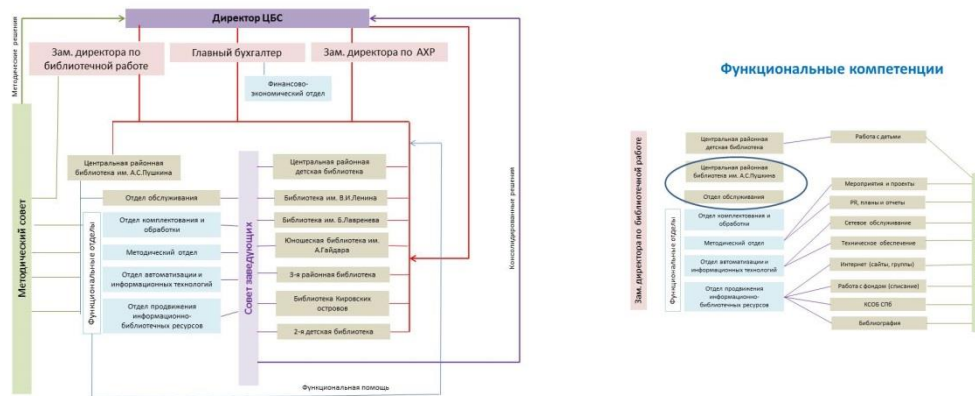 Директор ЦБС
Зам. директора по
библиотечной работе
Главный бухгалтер
Зам. директора по АХР
Финансово-
экономический отдел
Методические решения
Методический совет
Центральная районная
библиотека им. А.С.Пушкина
Отдел обслуживания
Функциональные отделы
Отдел комплектования и
обработки
Методический отдел
Отдел автоматизации и
информационных технологий
Отдел продвижения
информационно-
библиотечных ресурсов
Совет заведующих
Центральная районная
детская библиотека
Библиотека им. В.И.Ленина
Библиотека им. Б.Лавренева
Юношеская библиотека им.
А.Гайдара
3-я районная библиотека
Библиотека Кировских
островов
2-я детская библиотека
Консолидированные решения
Функциональная помощь
Функциональные компетенции
Зам. директора по библиотечной работе
Центральная районная
детская библиотека
Центральная районная
библиотека им. А.С.Пушкина
Отдел обслуживания
Функциональные отделы
Отдел комплектования и
обработки
Методический отдел
Отдел автоматизации и
информационных технологий
Отдел продвижения
информационно-
библиотечных ресурсов
Работа с детьми
Мероприятия и проекты
PR, планы и отчеты
Сетевое обслуживание
Техническое обеспечение
Интернет (сайты, группы)
Работа с фондом (списание)
КСОБ СПб
Библиография